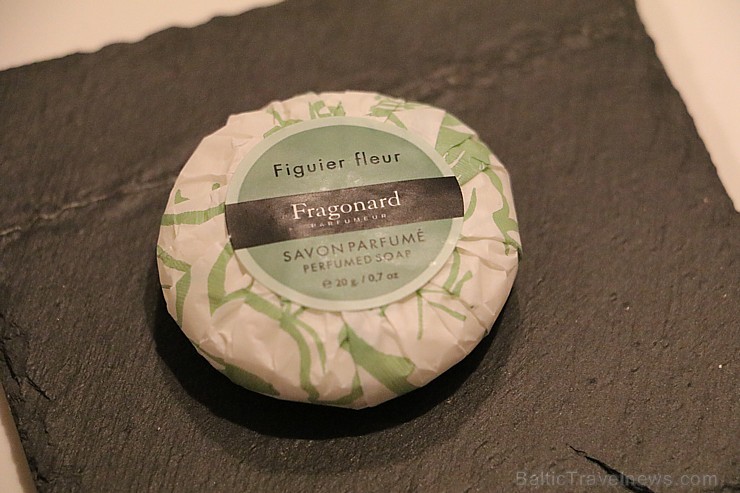 Figuier fleur
Fragonard
PARFUMEUR
SAVON PARFUMÉ
PERFUMED SOAP
℮ 20 g. / 0,7 oz
BalticTravelnews.com